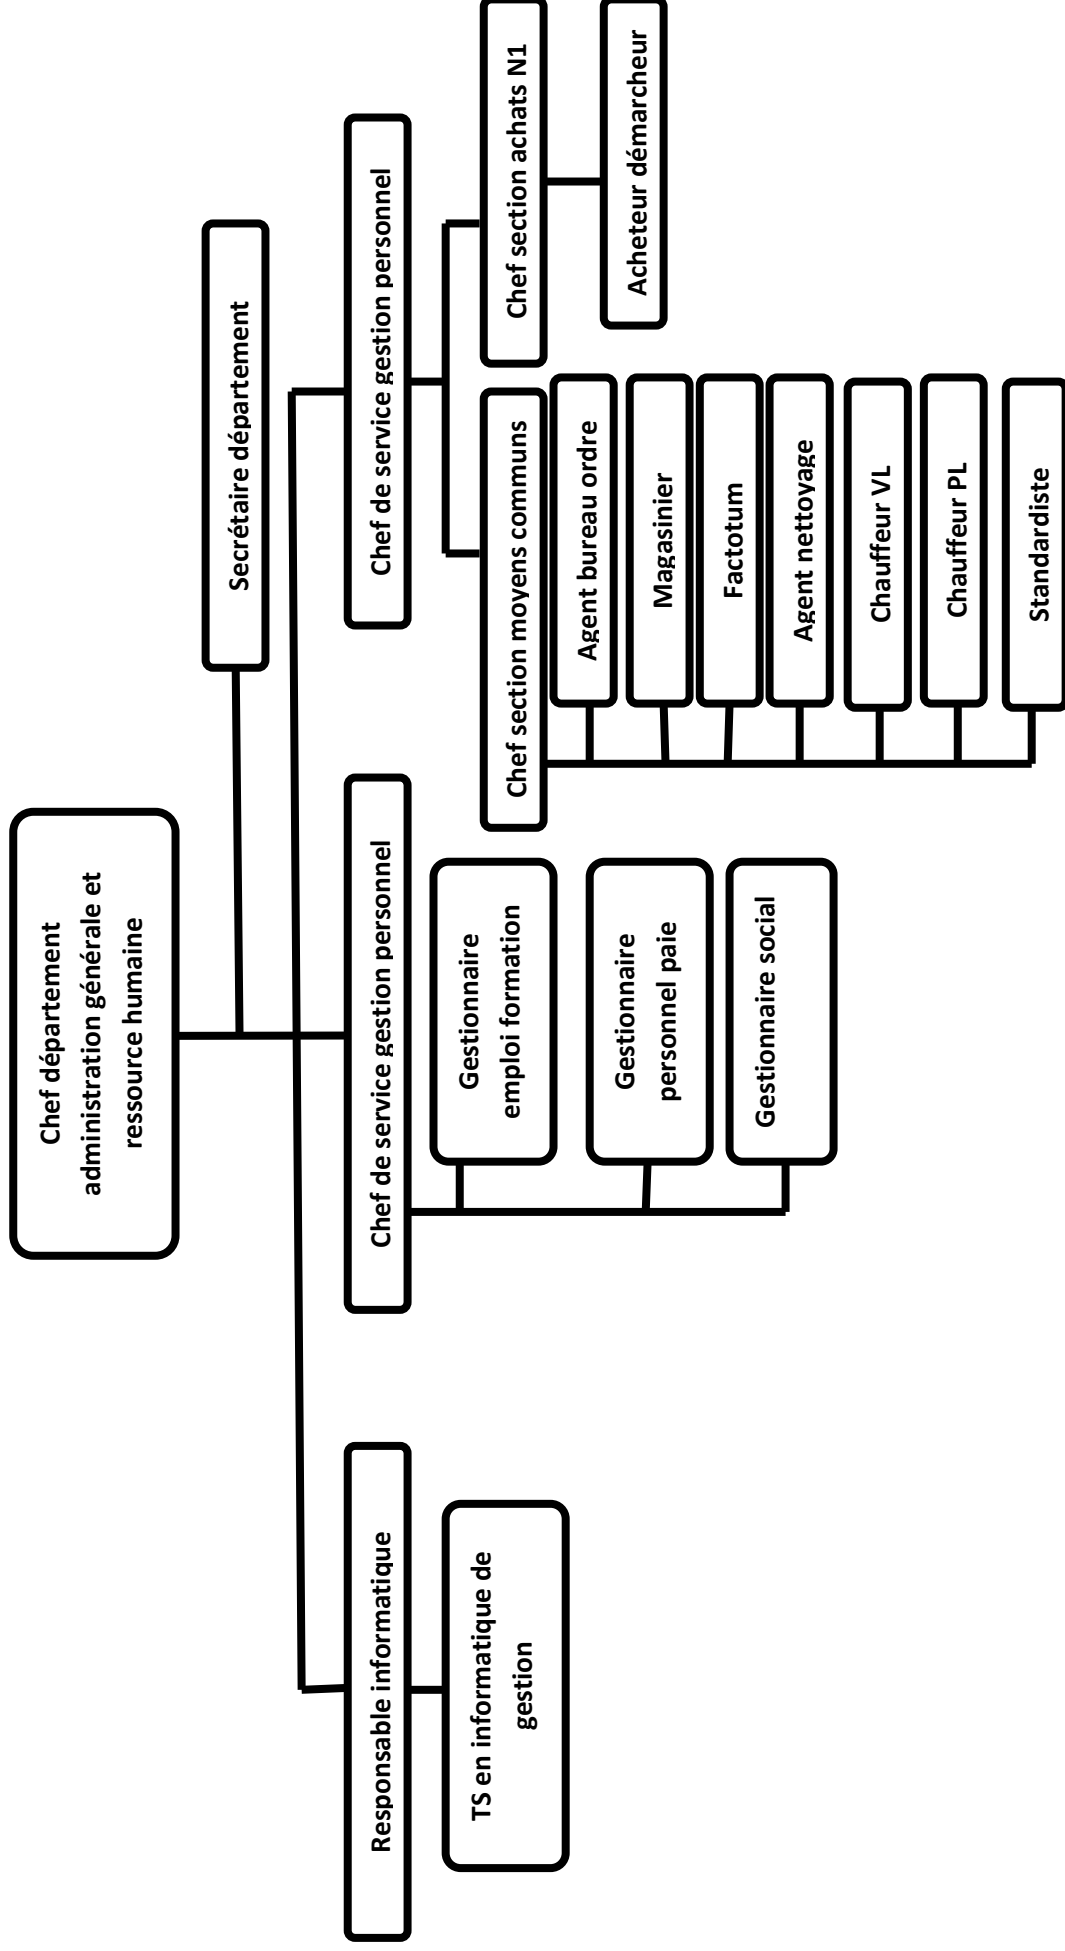 Chef département
administration générale et
ressource humaine
Secrétaire département
Responsable informatique
Chef de service gestion personnel
Chef de service gestion personnel
TS en informatique de
gestion
Gestionnaire
emploi formation
Gestionnaire
personnel paie
Gestionnaire social
Chef section moyens communs
Chef section achats N1
Agent bureau ordre
Magasinier
Factotum
Agent nettoyage
Chauffeur VL
Chauffeur PL
Standardiste
Acheteur démarcheur